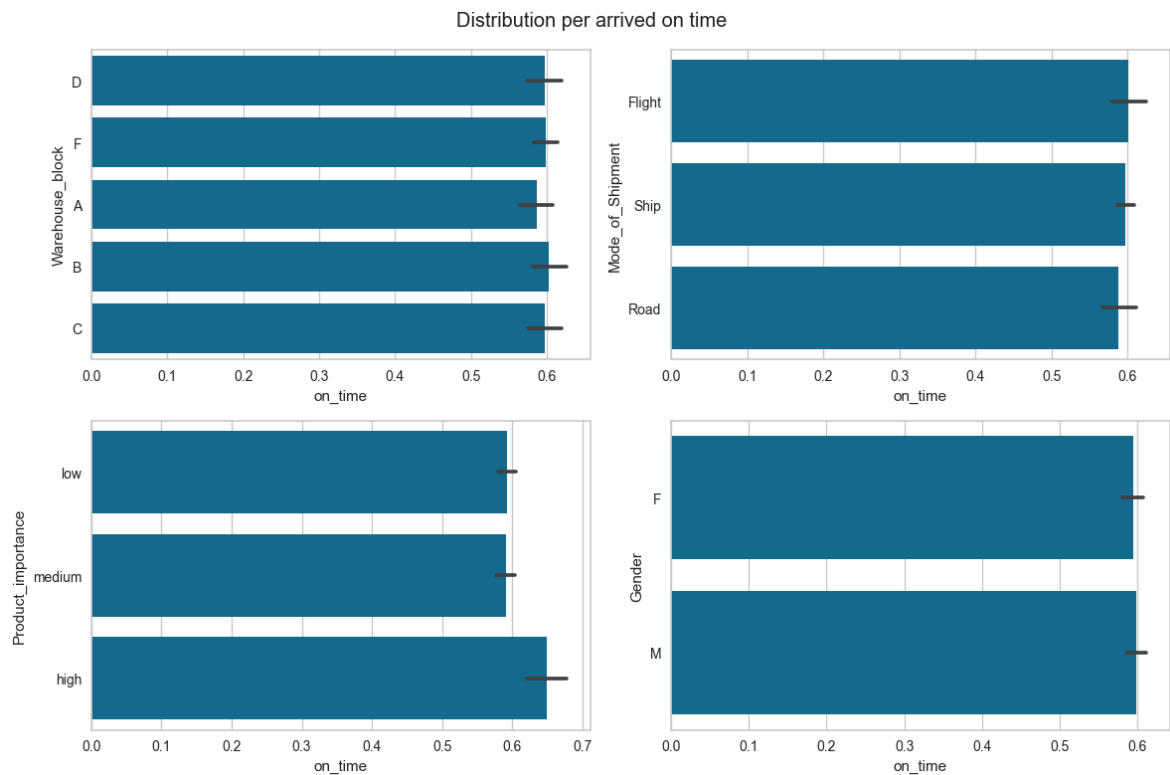 Distribution per arrived on time
Warehouse_block
D
F
A
B
C
0.0 0.1 0.2 0.3 0.4 0.5 0.6
on_time
Mode_of_Shipment
Flight
Ship
Road
0.0 0.1 0.2 0.3 0.4 0.5 0.6
on_time
Product_importance
low
medium
high
0.0 0.1 0.2 0.3 0.4 0.5 0.6 0.7
on_time
Gender
F
M
0.0 0.1 0.2 0.3 0.4 0.5 0.6
on_time